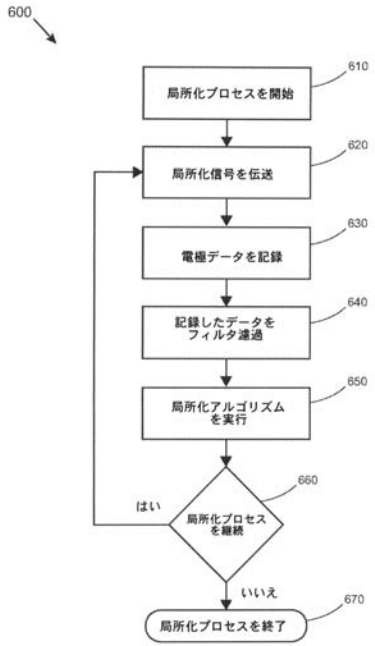 600
610
局所化プロセスを開始
620
局所化信号を伝送
630
電極データを記録
640
記録したデータを
フィルタ濾過
650
局所化アルゴリズム
を実行
660
局所化プロセス
を継続
はい
いいえ
670
局所化プロセスを終了